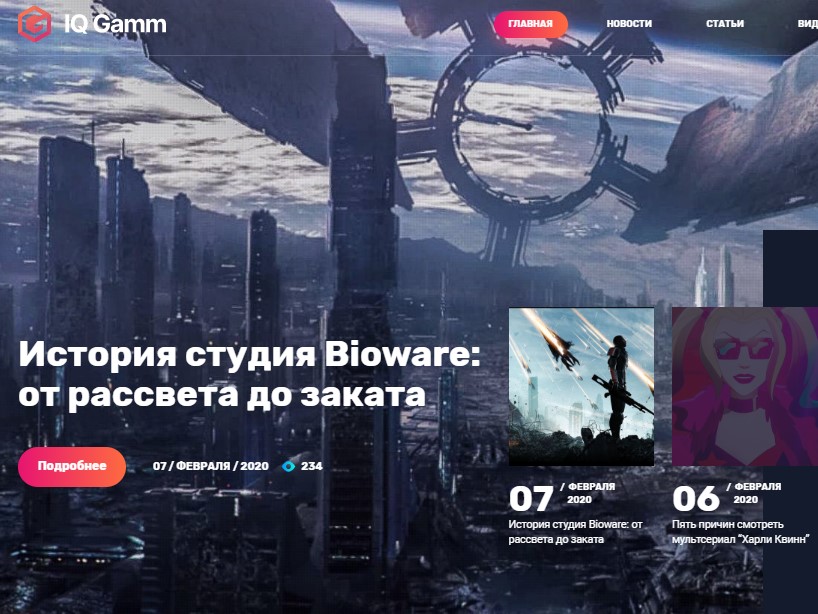 IQ Gamm
ГЛАВНАЯ
НОВОСТИ
СТАТЬИ
ВИД
История студия Bioware:
от рассвета до заката
Подробнее
07 / ФЕВРАЛЯ / 2020
234
07 / ФЕВРАЛЯ
2020
История студия Bioware: от
рассвета до заката
06 / ФЕВРАЛЯ
2020
Пять причин смотреть
мультсериал “Харли Квинн”